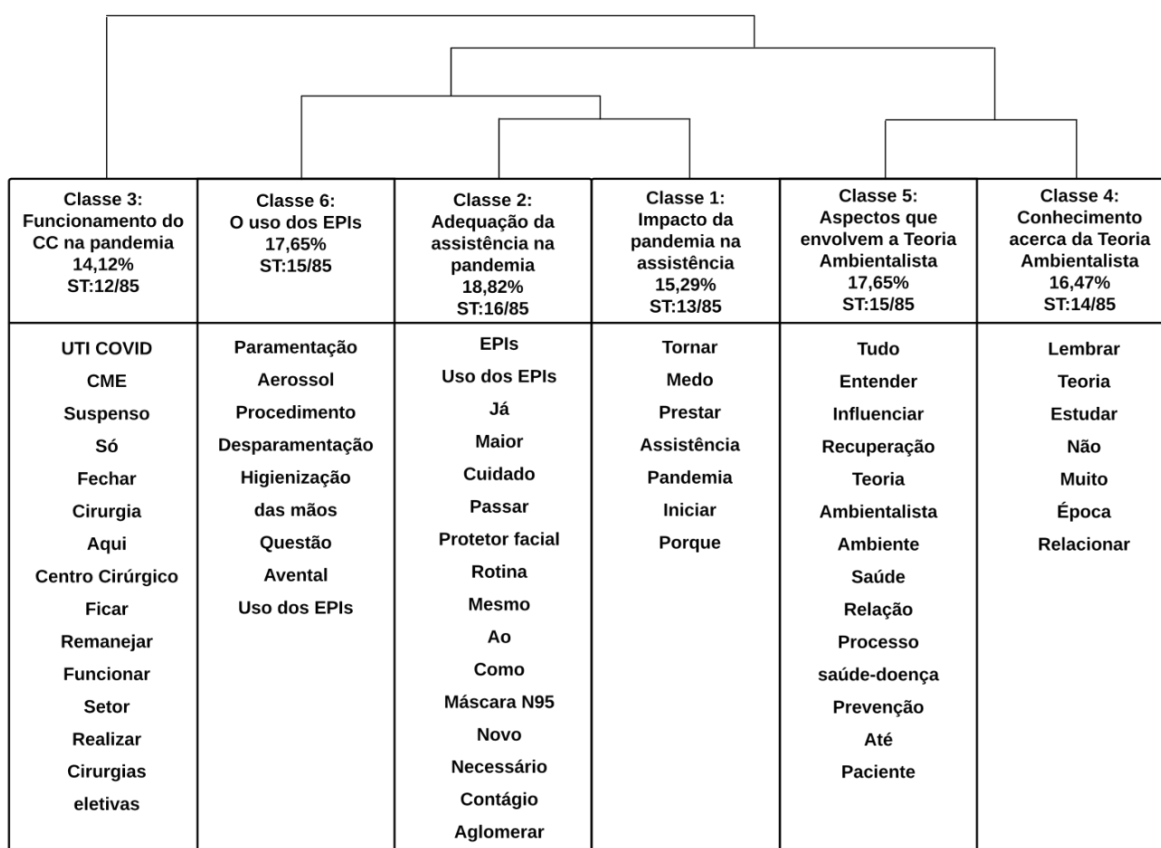 Classe 3:
Funcionamento do
CC na pandemia
14,12%
ST:12/85
Classe 6:
O uso dos EPIs
17,65%
ST:15/85
Classe 2:
Adequação da
assistência na
pandemia
18,82%
ST:16/85
Classe 1:
Impacto da
pandemia na
assistência
15,29%
ST:13/85
Classe 5:
Aspectos que
envolvem a Teoria
Ambientalista
17,65%
ST:15/85
Classe 4:
Conhecimento
acerca da Teoria
Ambientalista
16,47%
ST:14/85
UTI COVID
CME
Suspenso
Só
Fechar
Cirurgia
Aqui
Centro Cirúrgico
Ficar
Remanejar
Funcionar
Setor
Realizar
Cirurgias
eletivas
Paramentação
Aerossol
Procedimento
Desparamentação
Higienização
das mãos
Questão
Avental
Uso dos EPIs
EPIs
Uso dos EPIs
Já
Maior
Cuidado
Passar
Protetor facial
Rotina
Mesmo
Ao
Como
Máscara N95
Novo
Necessário
Contágio
Aglomerar
Tornar
Medo
Prestar
Assistência
Pandemia
Iniciar
Porque
Tudo
Entender
Influenciar
Recuperação
Teoria
Ambientalista
Ambiente
Saúde
Relação
Processo
saúde-doença
Prevenção
Até
Paciente
Lembrar
Teoria
Estudar
Não
Muito
Época
Relacionar